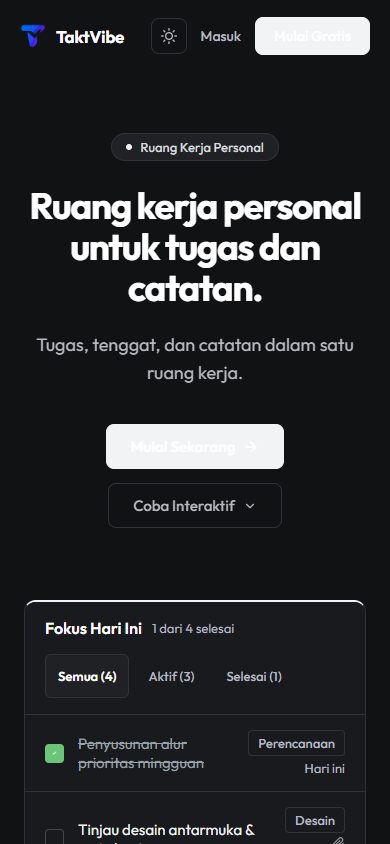 TaktVibe
Masuk
Mulai Gratis
Ruang Kerja Personal
Ruang kerja personal
untuk tugas dan
catatan.
Tugas, tenggat, dan catatan dalam satu
ruang kerja.
Mulai Sekarang
Coba Interaktif
Fokus Hari Ini 1 dari 4 selesai
Semua (4) Aktif (3) Selesai (1)
Penyusunan alur
prioritas mingguan
Perencanaan
Hari ini
Tinjau desain antarmuka &
Desain